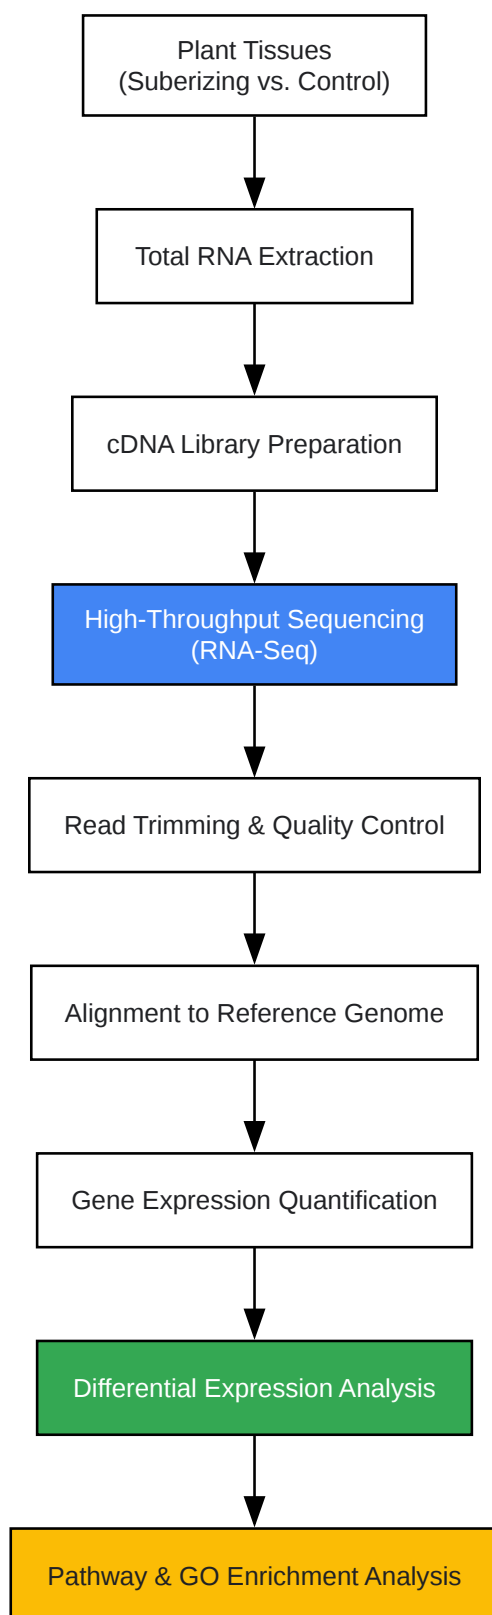 Plant Tissues
(Suberizing vs. Control)
Total RNA Extraction
cDNA Library Preparation
High-Throughput Sequencing
(RNA-Seq)
Read Trimming & Quality Control
Alignment to Reference Genome
Gene Expression Quantification
Differential Expression Analysis
Pathway & GO Enrichment Analysis